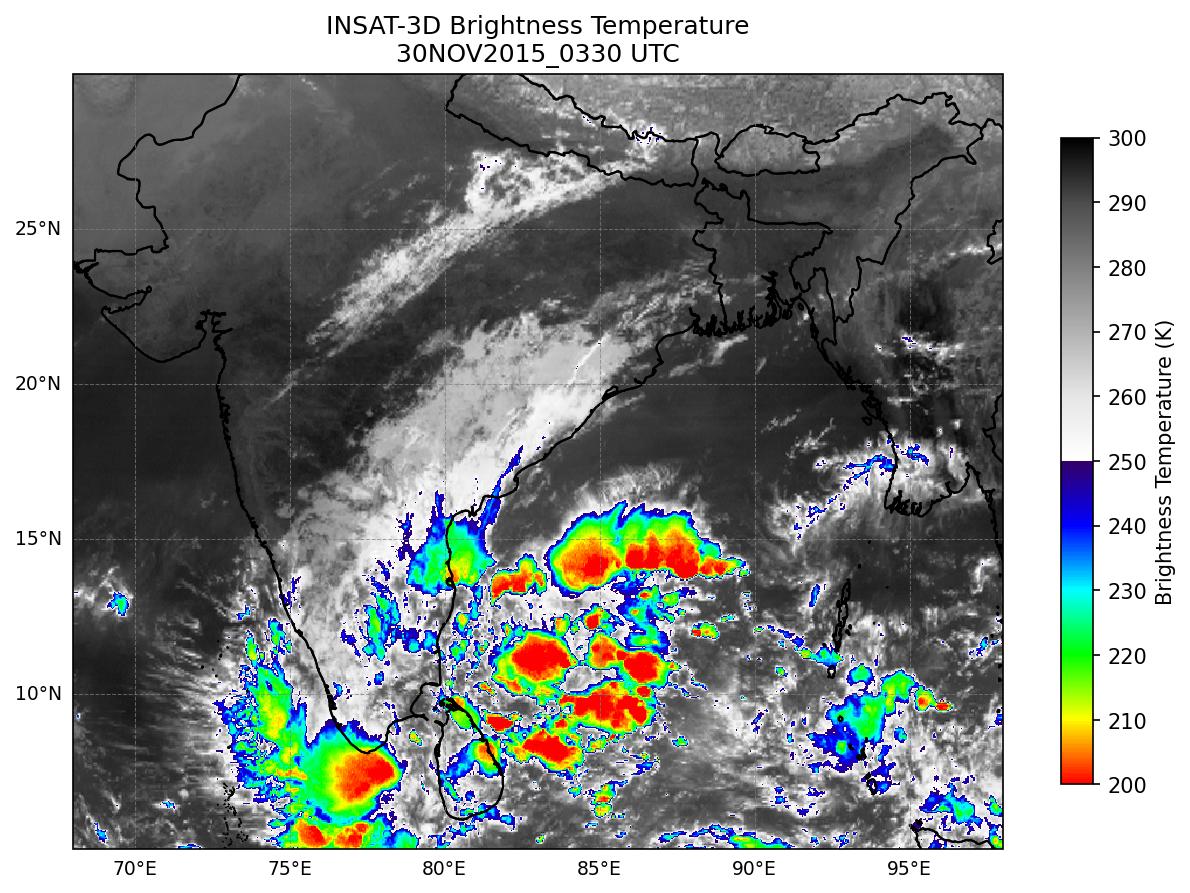 INSAT-3D Brightness Temperature
30NOV2015_0330 UTC
25°N
20°N
15°N
10°N
70°E
75°E
80°E
85°E
90°E
95°E
300
290
280
270
260
250
240
230
220
210
200
Brightness Temperature (K)